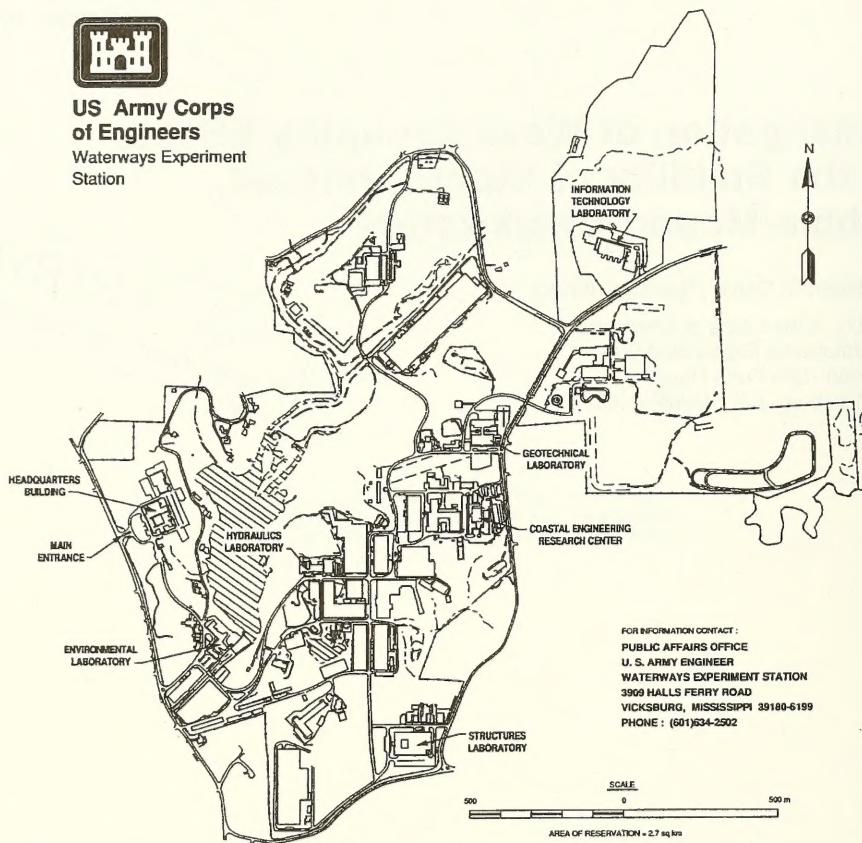 US Army Corps
of Engineers
Waterways Experiment
Station
N
INFORMATION
TECHNOLOGY
LABORATORY
GEOTECHNICAL
LABORATORY
HEADQUARTERS
BUILDING
HYDRAULICS
LABORATORY
COASTAL ENGINEERING
RESEARCH CENTER
MAIN
ENTRANCE
ENVIRONMENTAL
LABORATORY
STRUCTURES
LABORATORY
FOR INFORMATION CONTACT :
PUBLIC AFFAIRS OFFICE
U. S. ARMY ENGINEER
WATERWAYS EXPERIMENT STATION
3909 HALLS FERRY ROAD
VICKSBURG, MISSISSIPPI 39180-6199
PHONE : (601)634-2502
SCALE
500 0 500 m
AREA OF RESERVATION = 2.7 sq km